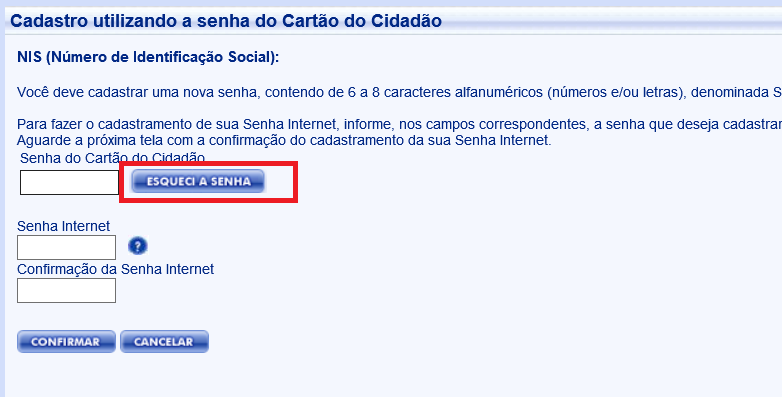 Cadastro utilizando a senha do Cartão do Cidadão
NIS (Número de Identificação Social):
Você deve cadastrar uma nova senha, contendo de 6 a 8 caracteres alfanuméricos (números e/ou letras), denominada S
Para fazer o cadastramento de sua Senha Internet, informe, nos campos correspondentes, a senha que deseja cadastrar
Aguarde a próxima tela com a confirmação do cadastramento da sua Senha Internet.
Senha do Cartão do Cidadão
ESQUECI A SENHA
Senha Internet
?
Confirmação da Senha Internet
CONFIRMAR CANCELAR